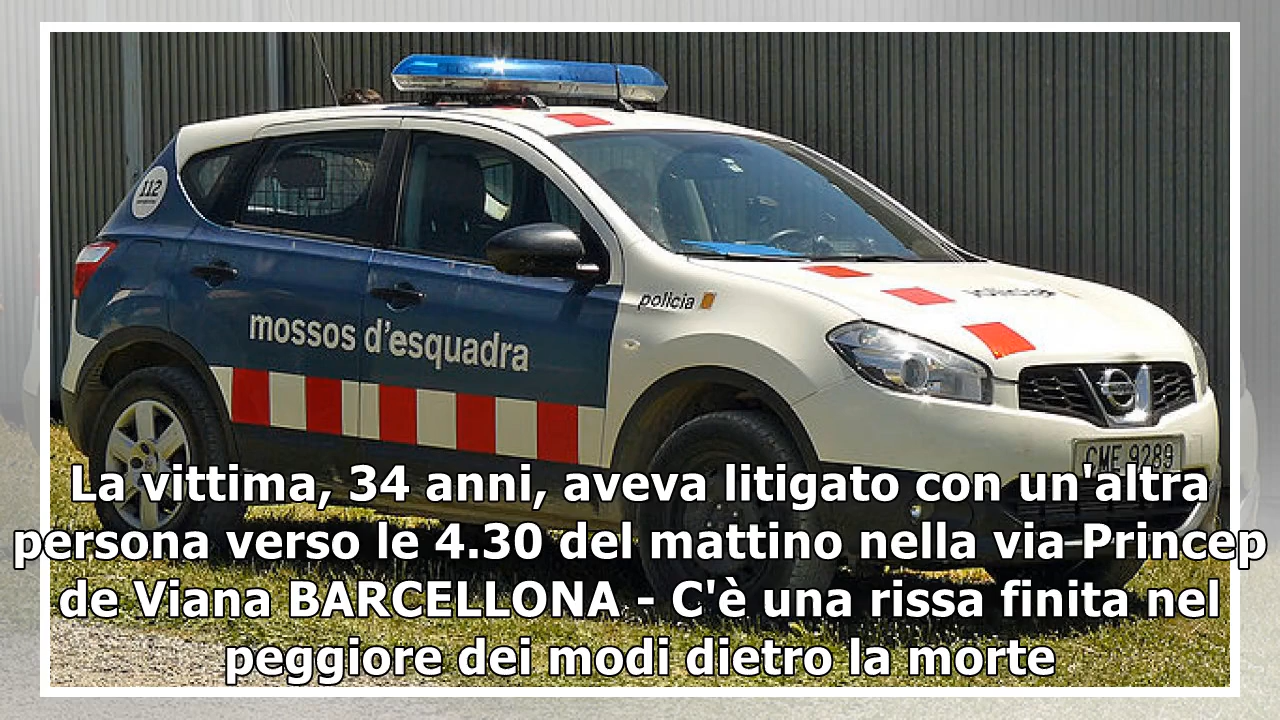 112
policia
mossos d'esquadra
CME 9289
La vittima, 34 anni, aveva litigato con un'altra
persona verso le 4.30 del mattino nella via Princep
de Viana BARCELLONA - C'è una rissa finita nel
peggiore dei modi dietro la morte